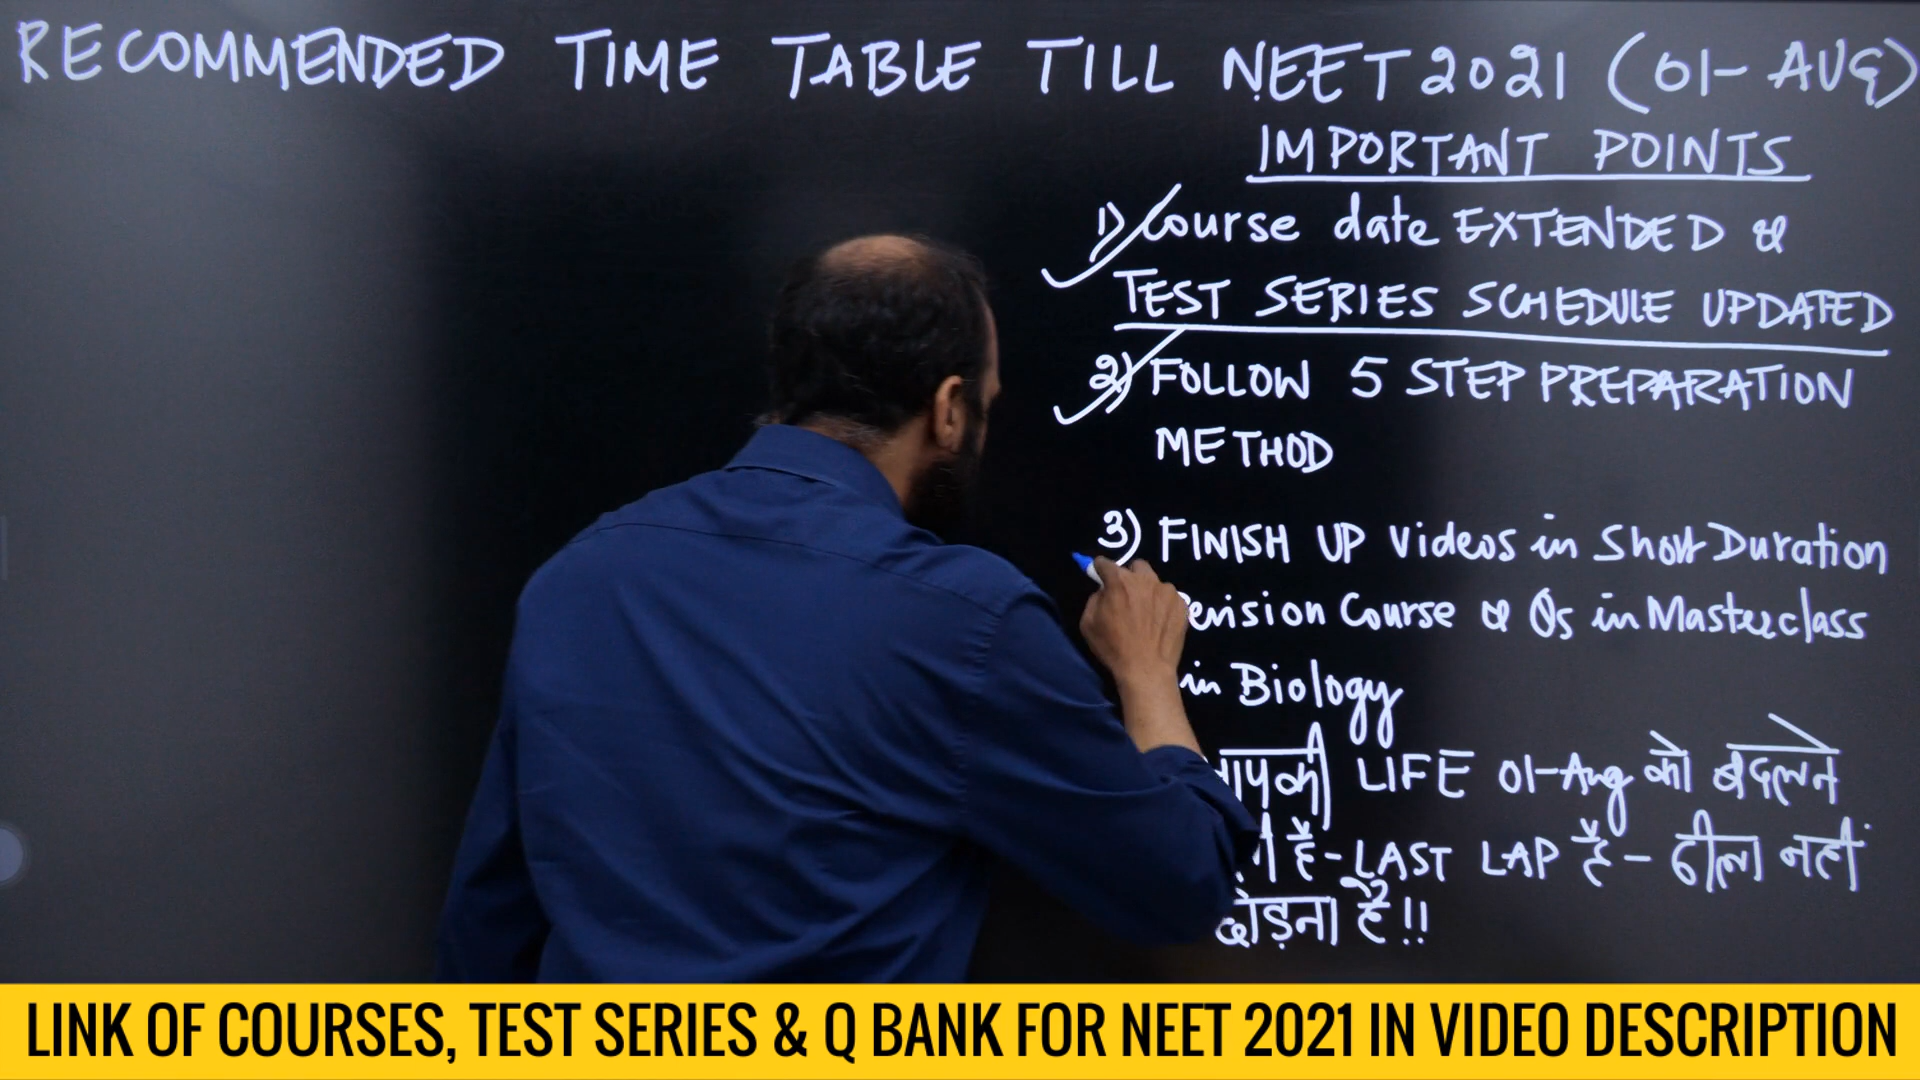 RECOMMENDED TIME TABLE TILL NEET 2021 (01-AUG)
IMPORTANT POINTS
1) Course date EXTENDED &
TEST SERIES SCHEDULE UPDATED
2) FOLLOW 5 STEP PREPARATION
METHOD
3) FINISH UP Videos in Short Duration
Revision Course & Qs in Masterclass
in Biology
LIFE 01-Aug को बदलने
है - LAST LAP है - ढीला नहीं
छोड़ना है !!
LINK OF COURSES, TEST SERIES & Q BANK FOR NEET 2021 IN VIDEO DESCRIPTION